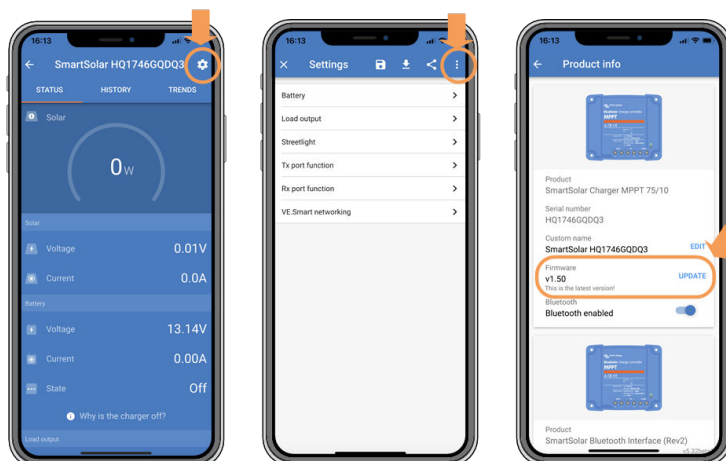 16:13
SmartSolar HQ1746GQDQ3
STATUS HISTORY TRENDS
Solar
0W
Solar
Voltage 0.01V
Current 0.0A
Battery
Voltage 13.14V
Current 0.00A
State Off
Why is the charger off?
Load output
16:13
Settings
Battery
Load output
Streetlight
Tx port function
Rx port function
VE.Smart networking
16:13
Product info
MPPT
Product
SmartSolar Charger MPPT 75/10
Serial number
HQ1746GQDQ3
Custom name
SmartSolar HQ1746GQDQ3 EDIT
Firmware
v1.50 UPDATE
This is the latest version!
Bluetooth
Bluetooth enabled
MPPT
Product
SmartSolar Bluetooth Interface (Rev2)